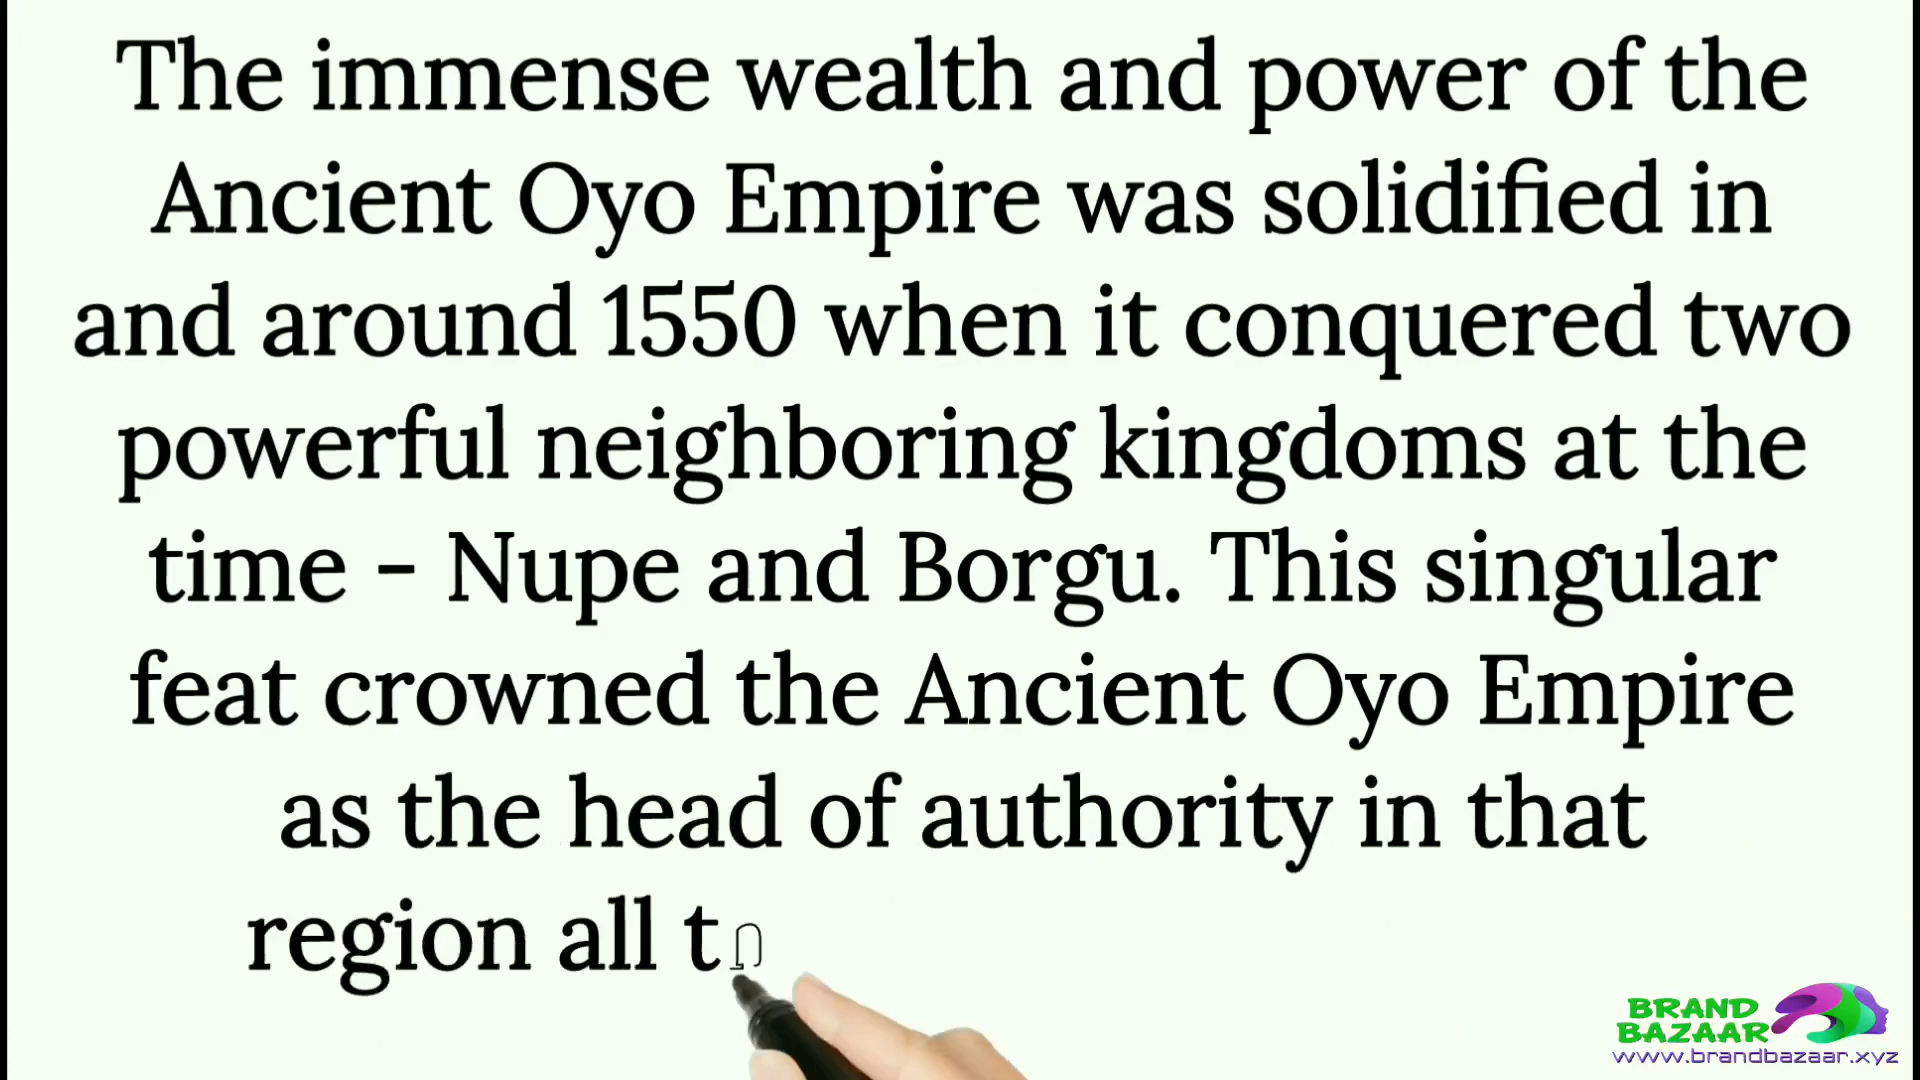 The immense wealth and power of the
Ancient Oyo Empire was solidified in
and around 1550 when it conquered two
powerful neighboring kingdoms at the
time - Nupe and Borgu. This singular
feat crowned the Ancient Oyo Empire
as the head of authority in that
region all t
BRAND
BAZAAR
www.brandbazaar.xyz